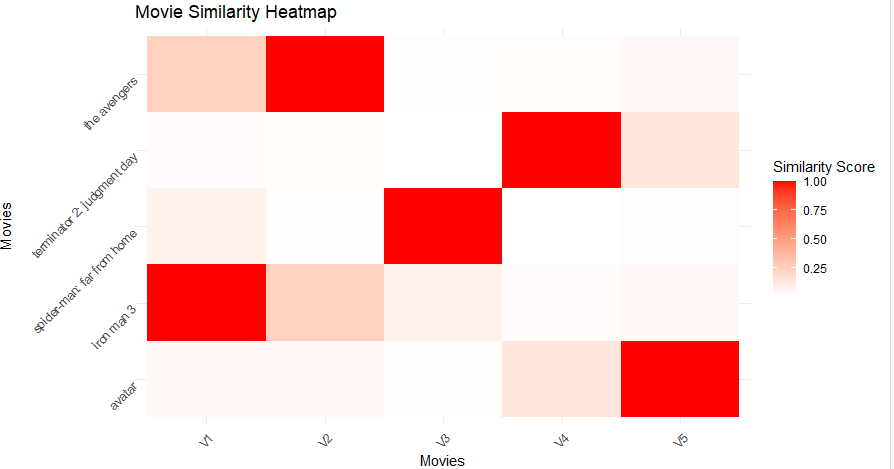 Movie Similarity Heatmap
Movies
the avengers
terminator 2: judgment day
spider-man: far from home
iron man 3
avatar
V1
V2
V3
V4
V5
Movies
Similarity Score
1.00
0.75
0.50
0.25